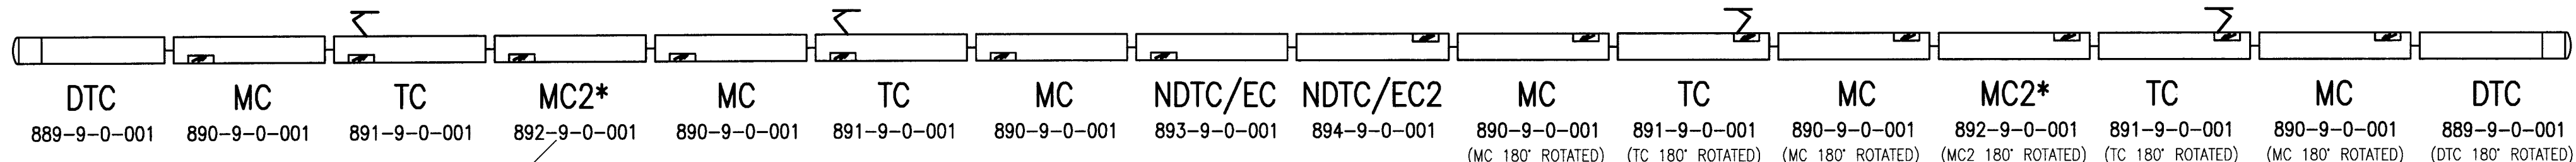 DTC MC TC MC2* MC TC MC NDTC/EC NDTC/EC2 MC TC MC MC2* TC MC DTC
889-9-0-001 890-9-0-001 891-9-0-001 892-9-0-001 890-9-0-001 891-9-0-001 890-9-0-001 893-9-0-001 894-9-0-001 890-9-0-001 891-9-0-001 890-9-0-001 892-9-0-001 891-9-0-001 890-9-0-001 889-9-0-001
(MC 180° ROTATED) (TC 180° ROTATED) (MC 180° ROTATED) (MC2 180° ROTATED) (TC 180° ROTATED) (MC 180° ROTATED) (DTC 180° ROTATED)